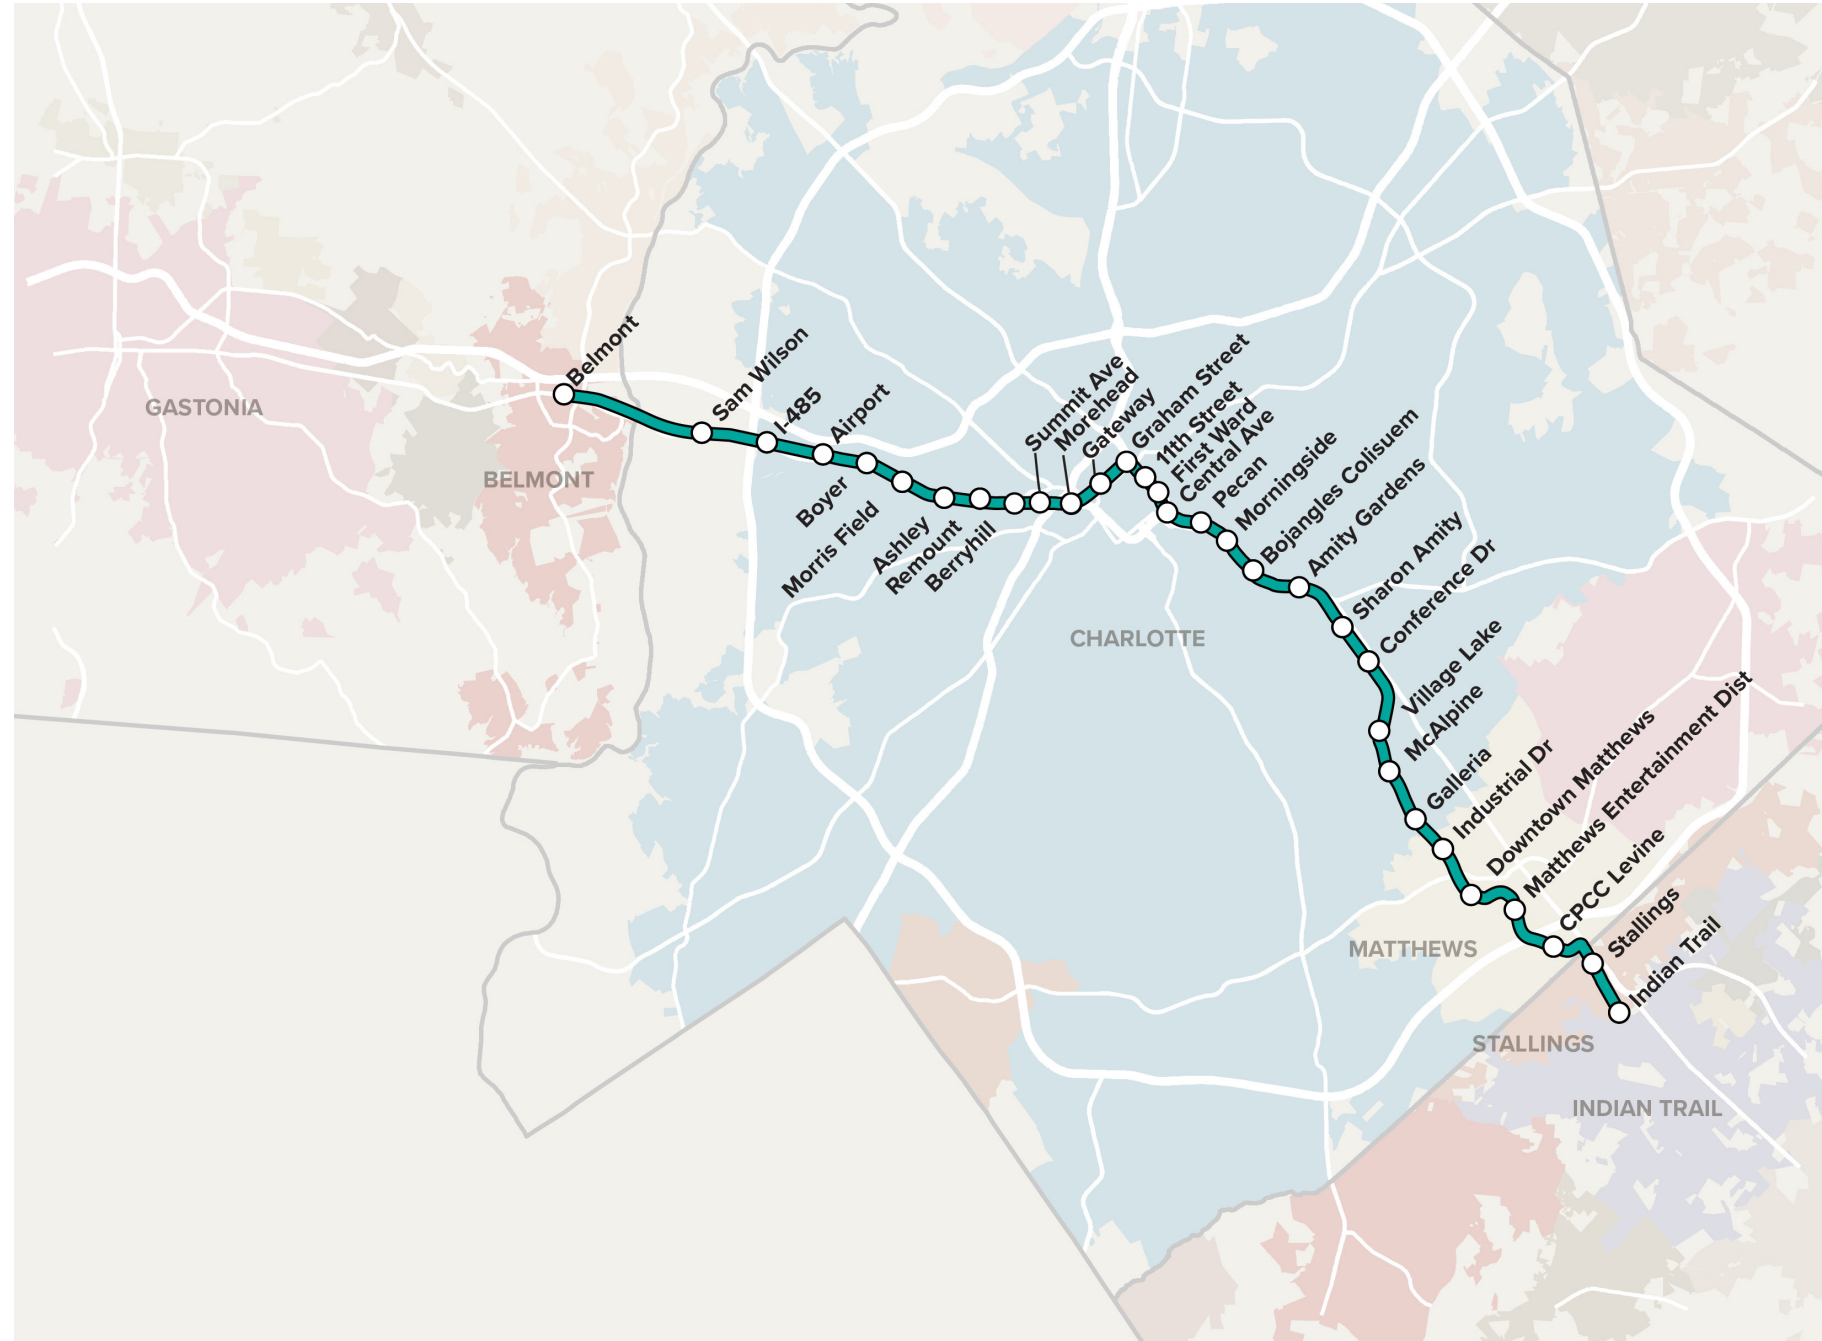 Belmont
Sam Wilson
I-485
Airport
Boyer
Morris Field
Ashley
Remount
Berryhill
Summit Ave
Morehead
Gateway
Graham Street
11th Street
First Ward
Central Ave
Pecan
Morningside
Bojangles Colisuem
Amity Gardens
Sharon Amity
Conference Dr
Village Lake
McAlpine
Galleria
Industrial Dr
Downtown Matthews
Matthews Entertainment Dist
CPCC Levine
Stallings
Indian Trail
GASTONIA
BELMONT
CHARLOTTE
MATTHEWS
STALLINGS
INDIAN TRAIL